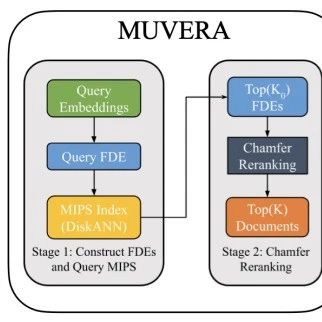 MUVERA
Query
Embeddings
Query FDE
MIPS Index
(DiskANN)
Stage 1: Construct FDEs
and Query MIPS
Top(K₀)
FDEs
Chamfer
Reranking
Top(K)
Documents
Stage 2: Chamfer
Reranking